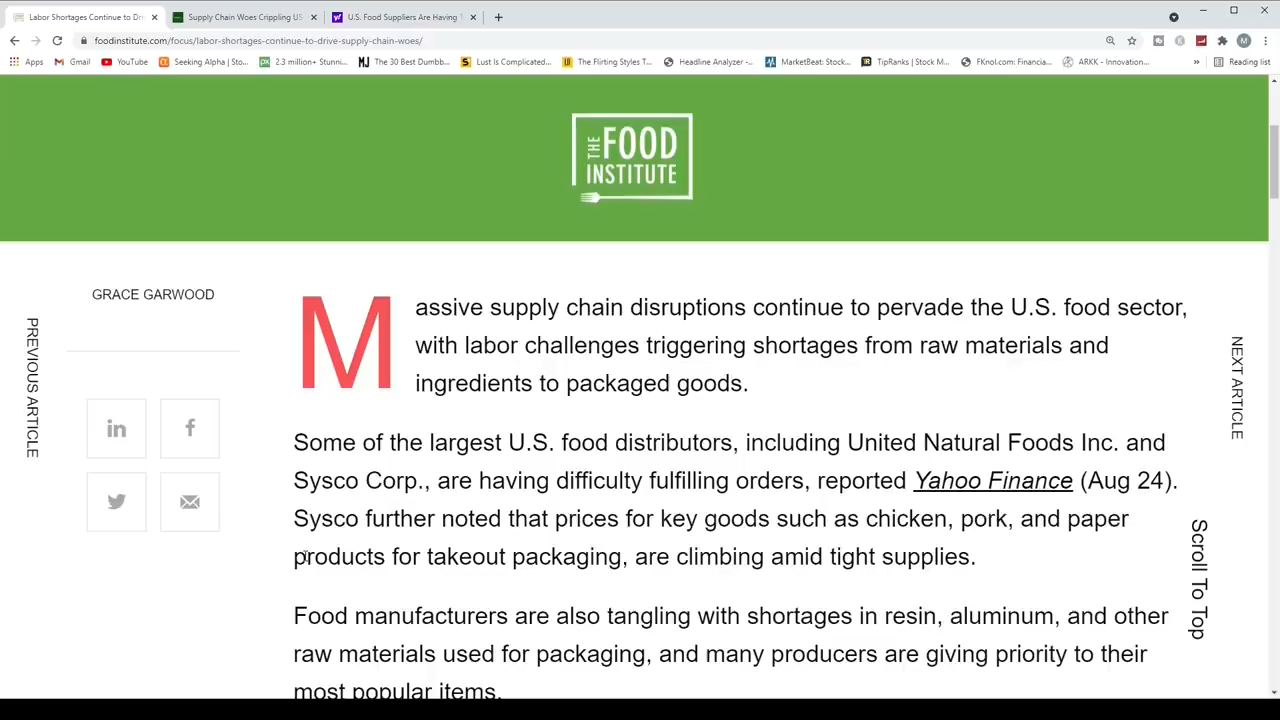 Labor Shortages Continue to Dr
Supply Chain Woes Crippling US
U.S. Food Suppliers Are Having
foodinstitute.com/focus/labor-shortages-continue-to-drive-supply-chain-woes/
Apps Gmail YouTube Seeking Alpha | Sto... 2.3 million+ Stunni... The 30 Best Dumbb... Lust Is Complicated... The Flirting Styles T... Headline Analyzer -... MarketBeat: Stock... TipRanks | Stock M... FKnol.com: Financia... ARKK - Innovation... » Reading list
THE FOOD
INSTITUTE
GRACE GARWOOD
PREVIOUS ARTICLE
Massive supply chain disruptions continue to pervade the U.S. food sector,
with labor challenges triggering shortages from raw materials and
ingredients to packaged goods.
Some of the largest U.S. food distributors, including United Natural Foods Inc. and
Sysco Corp., are having difficulty fulfilling orders, reported Yahoo Finance (Aug 24).
Sysco further noted that prices for key goods such as chicken, pork, and paper
products for takeout packaging, are climbing amid tight supplies.
Food manufacturers are also tangling with shortages in resin, aluminum, and other
raw materials used for packaging, and many producers are giving priority to their
most popular items.
NEXT ARTICLE
Scroll To Top